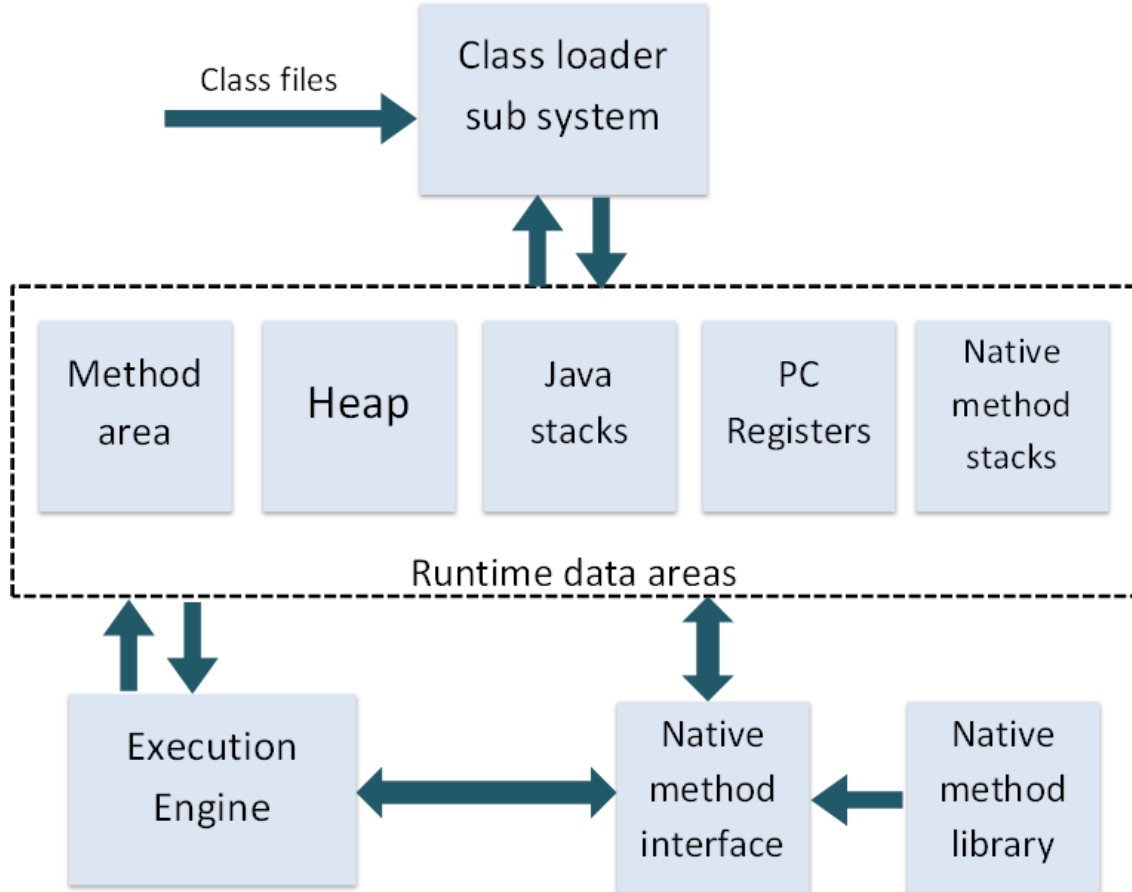 Class loader
sub system
Class files
Method
area
Heap
Java
stacks
PC
Registers
Native
method
stacks
Runtime data areas
Execution
Engine
Native
method
interface
Native
method
library